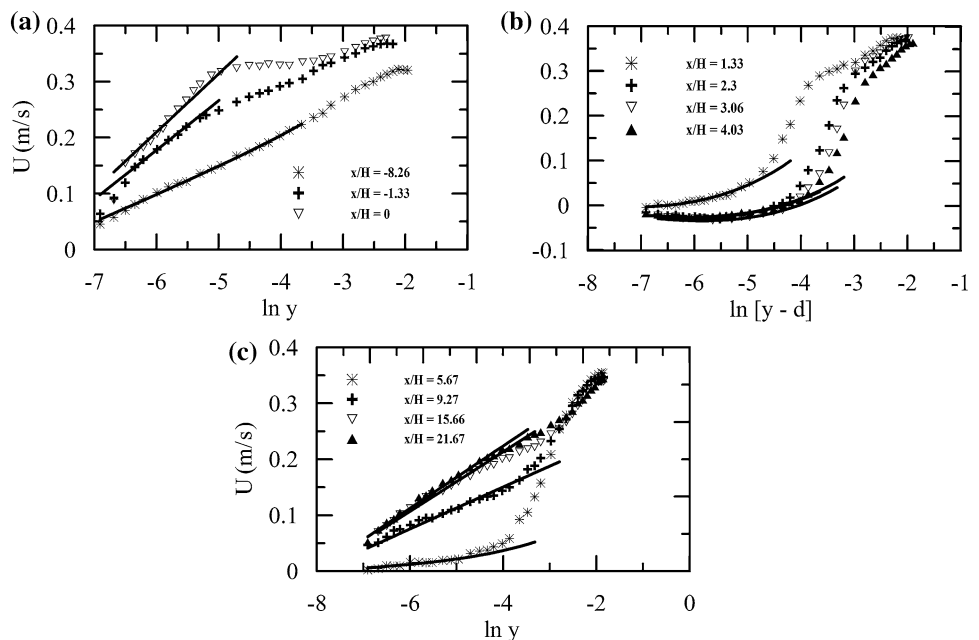 (a)
0.4
0.3
0.2
0.1
0
U (m/s)
x/H = -8.26
x/H = -1.33
x/H = 0
-7 -6 -5 -4 -3 -2 -1
ln y
(b)
0.4
0.3
0.2
0.1
0
-0.1
U (m/s)
x/H = 1.33
x/H = 2.3
x/H = 3.06
x/H = 4.03
-8 -7 -6 -5 -4 -3 -2 -1
ln [y - d]
(c)
0.4
0.3
0.2
0.1
0
U (m/s)
x/H = 5.67
x/H = 9.27
x/H = 15.66
x/H = 21.67
-8 -6 -4 -2 0
ln y